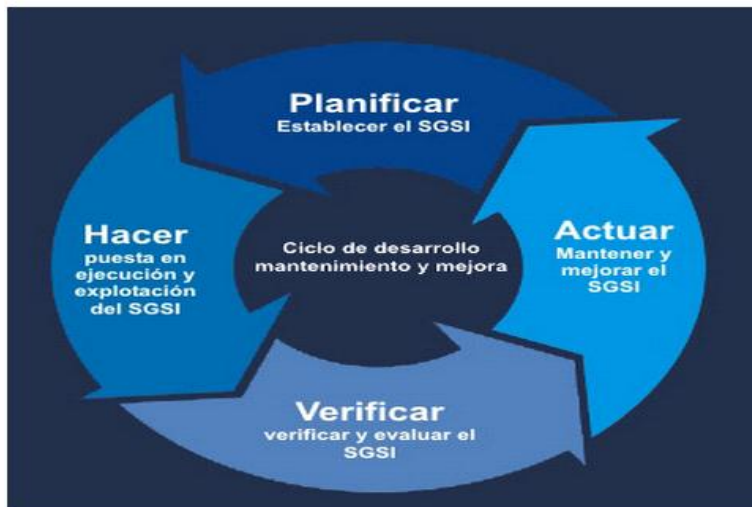 Planificar
Establecer el SGSI
Hacer
puesta en
ejecución y
explotación
del SGSI
Ciclo de desarrollo
mantenimiento y mejora
Actuar
Mantener y
mejorar el
SGSI
Verificar
verificar y evaluar el
SGSI